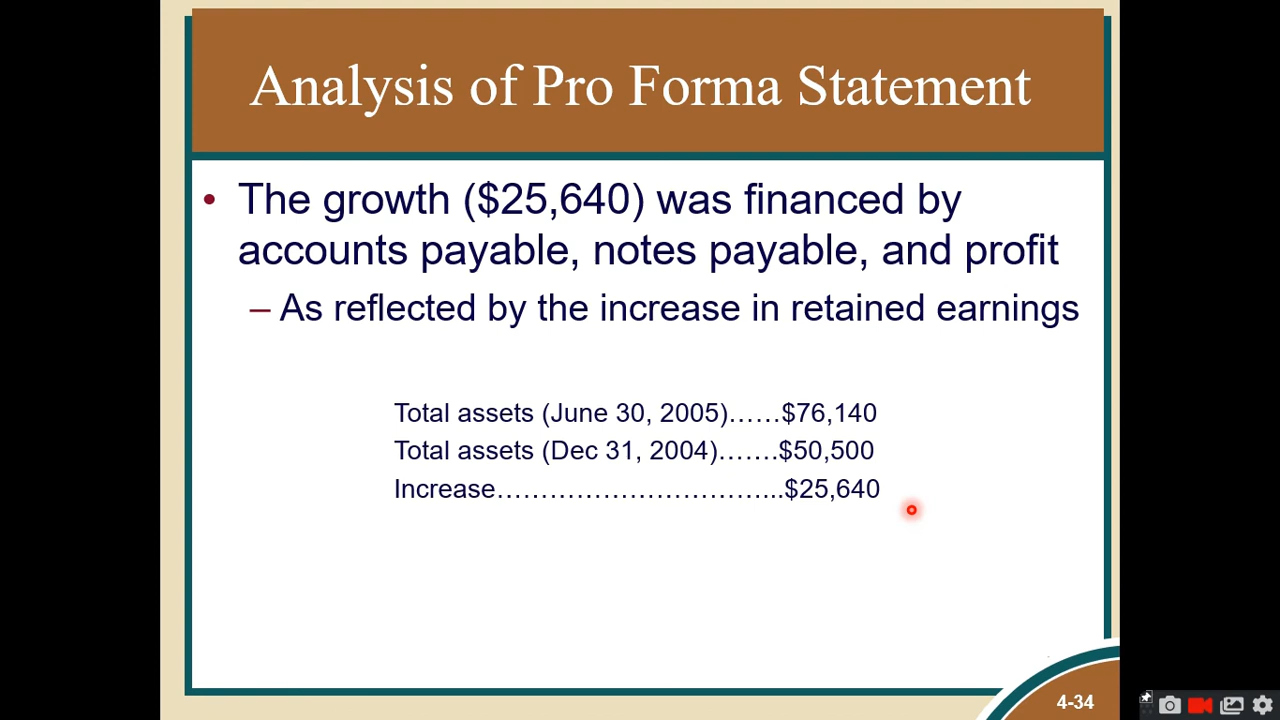 Analysis of Pro Forma Statement
• The growth ($25,640) was financed by
accounts payable, notes payable, and profit
– As reflected by the increase in retained earnings
Total assets (June 30, 2005)……$76,140
Total assets (Dec 31, 2004)…….$50,500
Increase…………………………...$25,640
4-34